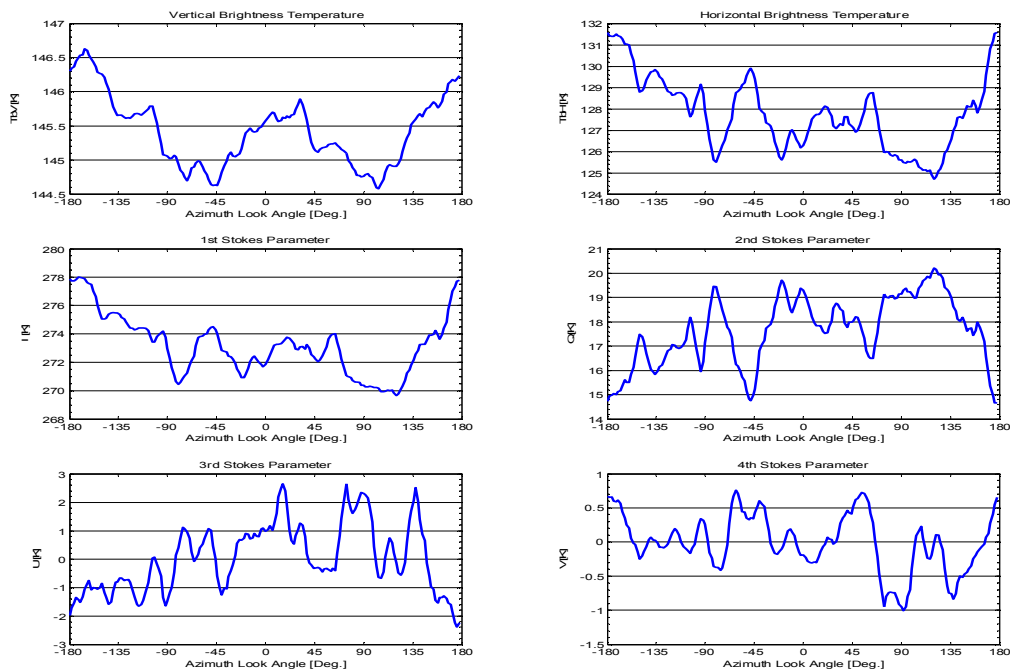 Vertical Brightness Temperature
147
146.5
146
145.5
145
144.5
TbV[K]
-180 -135 -90 -45 0 45 90 135 180
Azimuth Look Angle [Deg.]
Horizontal Brightness Temperature
132
131
130
129
128
127
126
125
124
TbH[K]
-180 -135 -90 -45 0 45 90 135 180
Azimuth Look Angle [Deg.]
1st Stokes Parameter
280
278
276
274
272
270
268
I [K]
-180 -135 -90 -45 0 45 90 135 180
Azimuth Look Angle [Deg.]
2nd Stokes Parameter
21
20
19
18
17
16
15
14
Q[K]
-180 -135 -90 -45 0 45 90 135 180
Azimuth Look Angle [Deg.]
3rd Stokes Parameter
3
2
1
0
-1
-2
-3
U[K]
-180 -135 -90 -45 0 45 90 135 180
Azimuth Look Angle [Deg.]
4th Stokes Parameter
1
0.5
0
-0.5
-1
-1.5
V[K]
-180 -135 -90 -45 0 45 90 135 180
Azimuth Look Angle [Deg.]